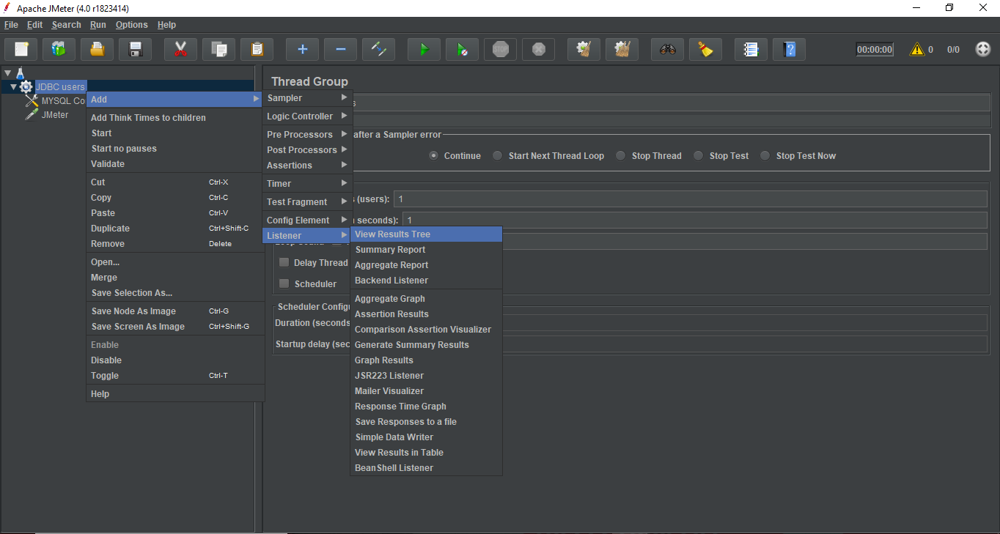 Apache JMeter (4.0 r1823414)
File Edit Search Run Options Help
STOP
00:00:00 0 0/0
JDBC users
MYSQL Co
JMeter
Add
Add Think Times to children
Start
Start no pauses
Validate
Cut Ctrl-X
Copy Ctrl-C
Paste Ctrl-V
Duplicate Ctrl+Shift-C
Remove Delete
Open...
Merge
Save Selection As...
Save Node As Image Ctrl-G
Save Screen As Image Ctrl+Shift-G
Enable
Disable
Toggle Ctrl-T
Help
Sampler
Logic Controller
Pre Processors
Post Processors
Assertions
Timer
Test Fragment
Config Element
Listener
View Results Tree
Summary Report
Aggregate Report
Backend Listener
Aggregate Graph
Assertion Results
Comparison Assertion Visualizer
Generate Summary Results
Graph Results
JSR223 Listener
Mailer Visualizer
Response Time Graph
Save Responses to a file
Simple Data Writer
View Results in Table
BeanShell Listener
Thread Group
s
after a Sampler error
Continue Start Next Thread Loop Stop Thread Stop Test Stop Test Now
(users): 1
seconds): 1
Delay Thread
Scheduler
Scheduler Configu
Duration (seconds
Startup delay (sec